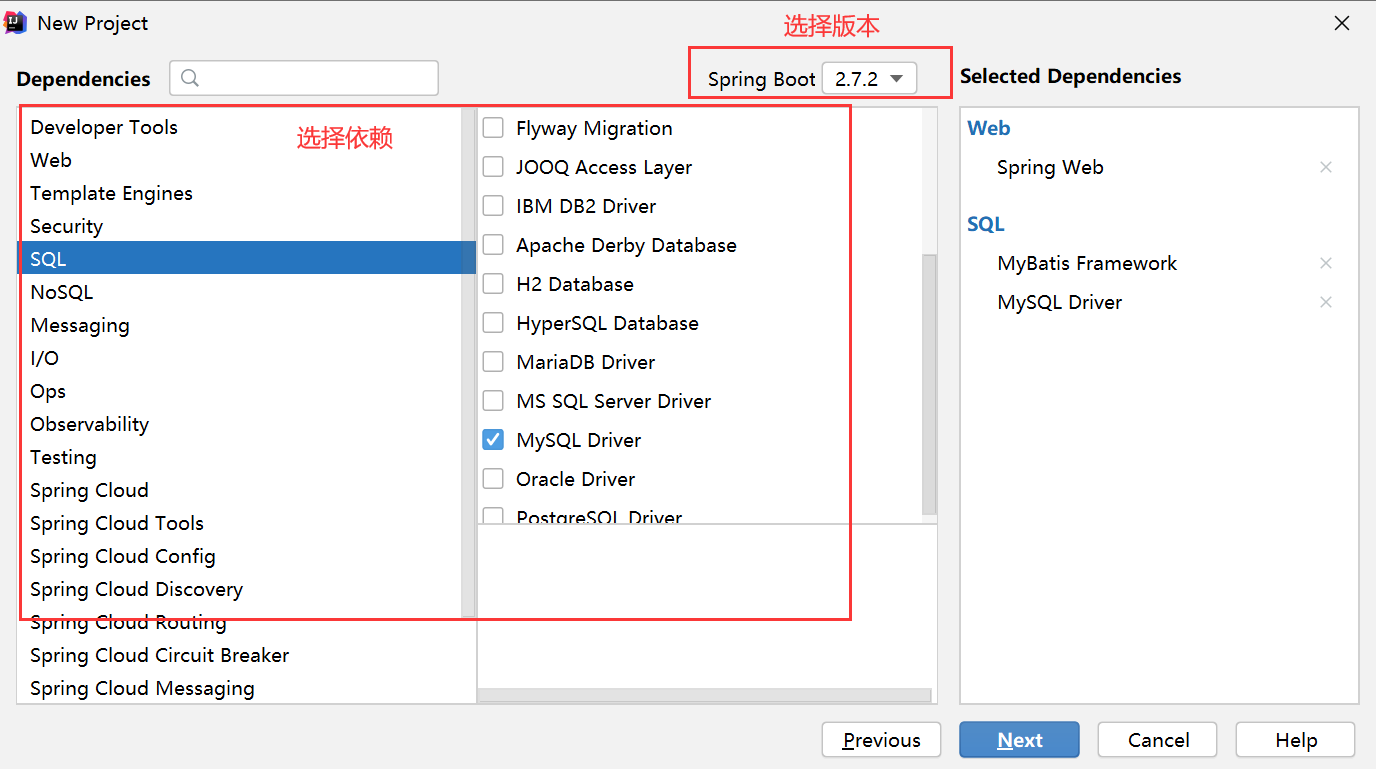 New Project
选择版本
Dependencies
Spring Boot 2.7.2
Selected Dependencies
选择依赖
Developer Tools
Web
Template Engines
Security
SQL
NoSQL
Messaging
I/O
Ops
Observability
Testing
Spring Cloud
Spring Cloud Tools
Spring Cloud Config
Spring Cloud Discovery
Spring Cloud Routing
Spring Cloud Circuit Breaker
Spring Cloud Messaging
Flyway Migration
JOOQ Access Layer
IBM DB2 Driver
Apache Derby Database
H2 Database
HyperSQL Database
MariaDB Driver
MS SQL Server Driver
MySQL Driver
Oracle Driver
PostgreSQL Driver
Web
Spring Web
SQL
MyBatis Framework
MySQL Driver
Previous
Next
Cancel
Help